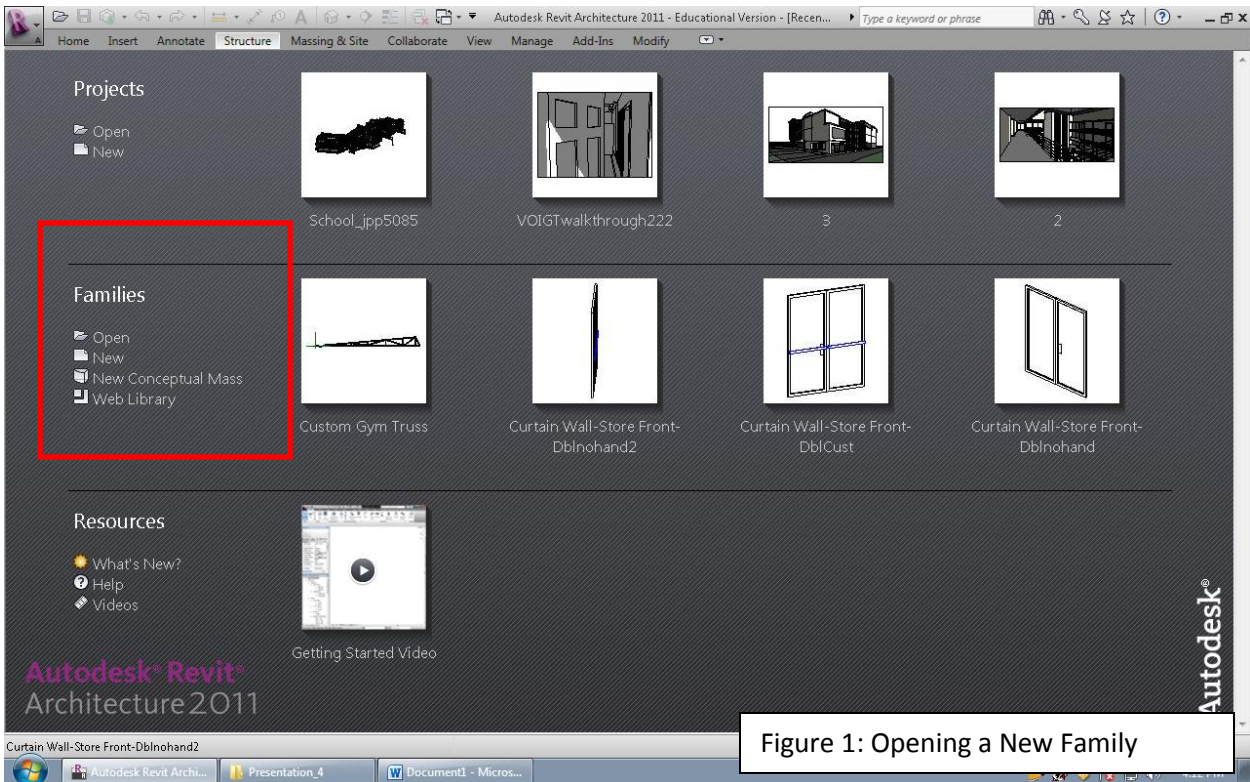 Autodesk Revit Architecture 2011 - Educational Version - [Recen... Type a keyword or phrase
Home Insert Annotate Structure Massing & Site Collaborate View Manage Add-Ins Modify
Projects
Open
New
School_jpp5085 VOIGTwalkthrough222 3 2
Families
Open
New
New Conceptual Mass
Web Library
Custom Gym Truss
Curtain Wall-Store Front-
Dblnohand2
Curtain Wall-Store Front-
DblCust
Curtain Wall-Store Front-
Dblnohand
Resources
What's New?
Help
Videos
Getting Started Video
Autodesk® Revit®
Architecture 2011
Autodesk®
Figure 1: Opening a New Family
Curtain Wall-Store Front-Dblnohand2
Autodesk Revit Archi... Presentation_4 Document1 - Micros...